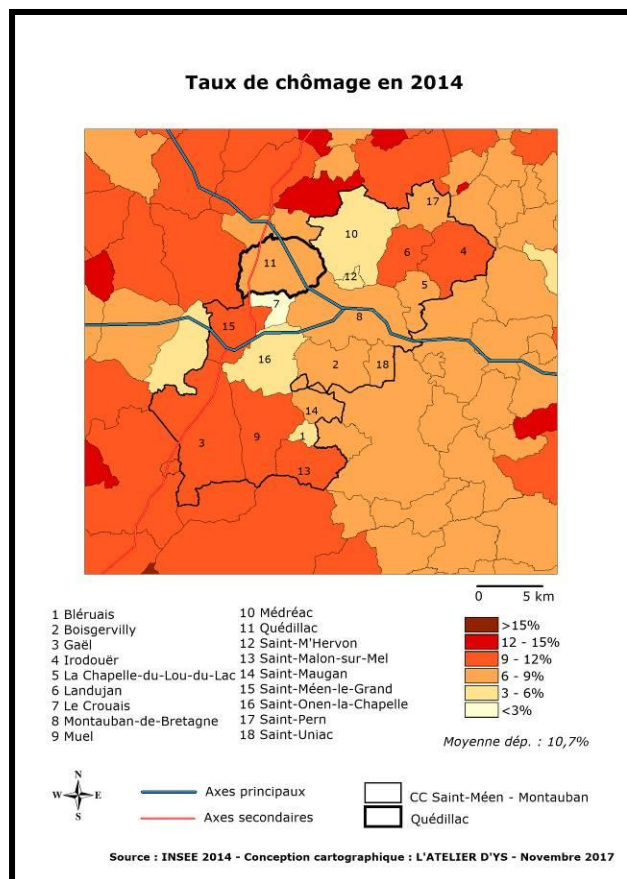 Taux de chômage en 2014
17
10
6
4
11
12
5
7
8
15
16
2
18
14
1
3
9
13
0 5 km
1 Bléruais
2 Boisgervilly
3 Gaël
4 Irodouër
5 La Chapelle-du-Lou-du-Lac
6 Landujan
7 Le Crouais
8 Montauban-de-Bretagne
9 Muel
10 Médréac
11 Quédillac
12 Saint-M'Hervon
13 Saint-Malon-sur-Mel
14 Saint-Maugan
15 Saint-Méen-le-Grand
16 Saint-Onen-la-Chapelle
17 Saint-Pern
18 Saint-Uniac
>15%
12 - 15%
9 - 12%
6 - 9%
3 - 6%
<3%
Moyenne dép. : 10,7%
N
W E
S
Axes principaux
Axes secondaires
CC Saint-Méen - Montauban
Quédillac
Source : INSEE 2014 - Conception cartographique : L'ATELIER D'YS - Novembre 2017